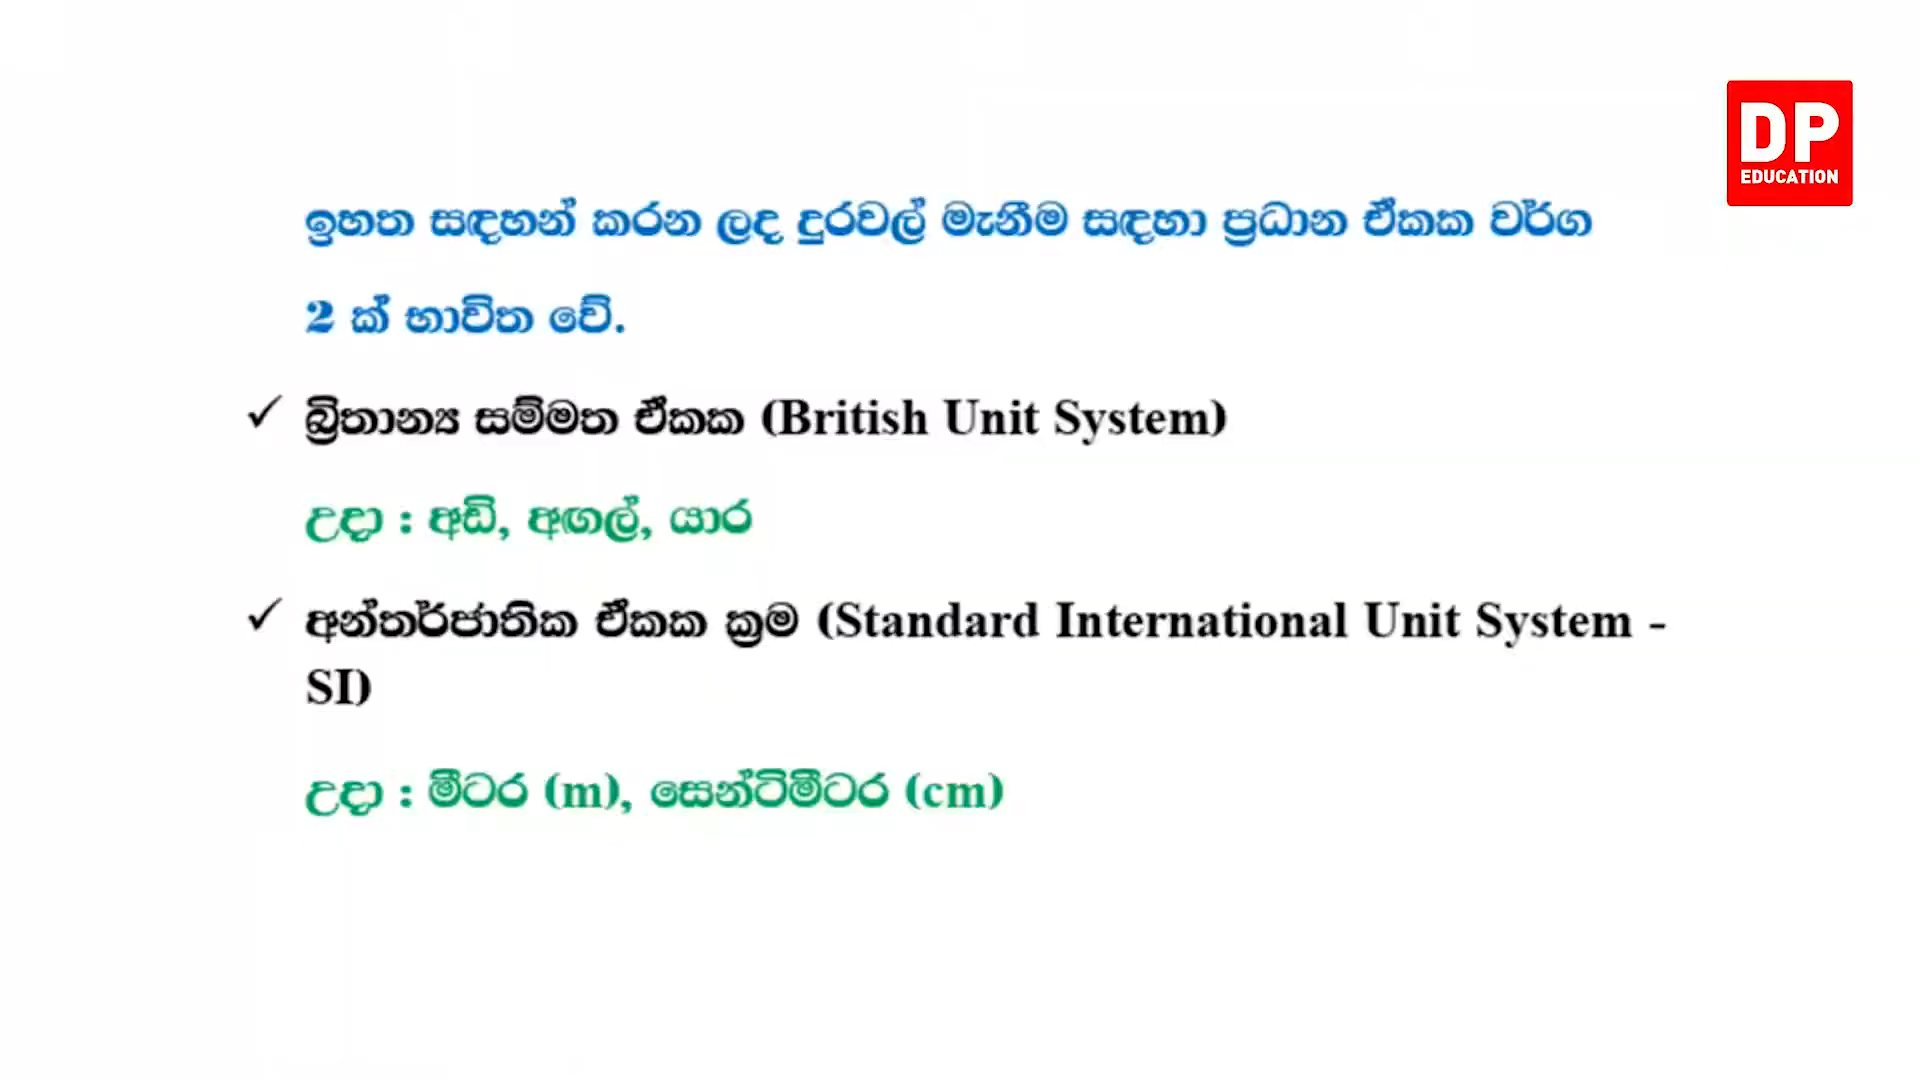 DP
EDUCATION
ඉහත සඳහන් කරන ලද දුරවල් මැනීම සඳහා ප්‍රධාන ඒකක වර්ග
2 ක් භාවිත වේ.
✓ බ්‍රිතාන්‍ය සම්මත ඒකක (British Unit System)
උදා : අඩි, අඟල්, යාර
✓ අන්තර්ජාතික ඒකක ක්‍රම (Standard International Unit System -
SI)
උදා : මීටර (m), සෙන්ටිමීටර (cm)